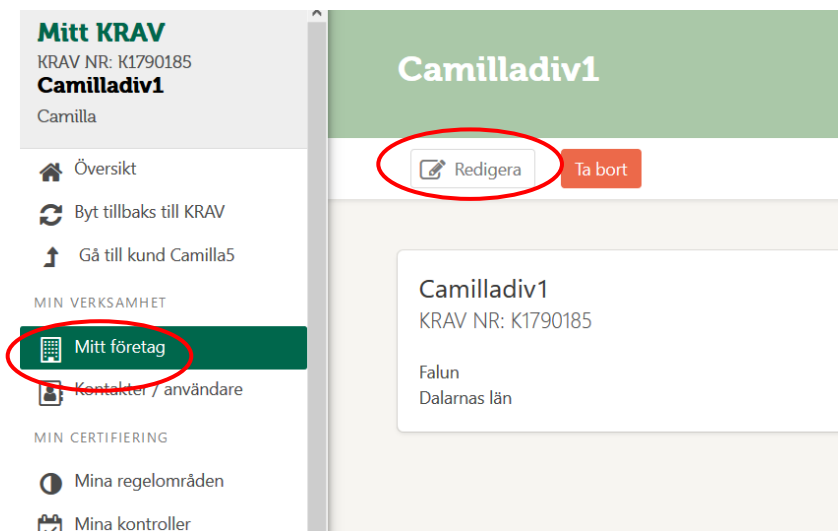 Mitt KRAV
KRAV NR: K1790185
Camilladiv1
Camilla
Översikt
Byt tillbaks till KRAV
Gå till kund Camilla5
MIN VERKSAMHET
Mitt företag
Kontakter / användare
MIN CERTIFIERING
Mina regelområden
Mina kontroller
Camilladiv1
Redigera
Ta bort
Camilladiv1
KRAV NR: K1790185
Falun
Dalarnas län